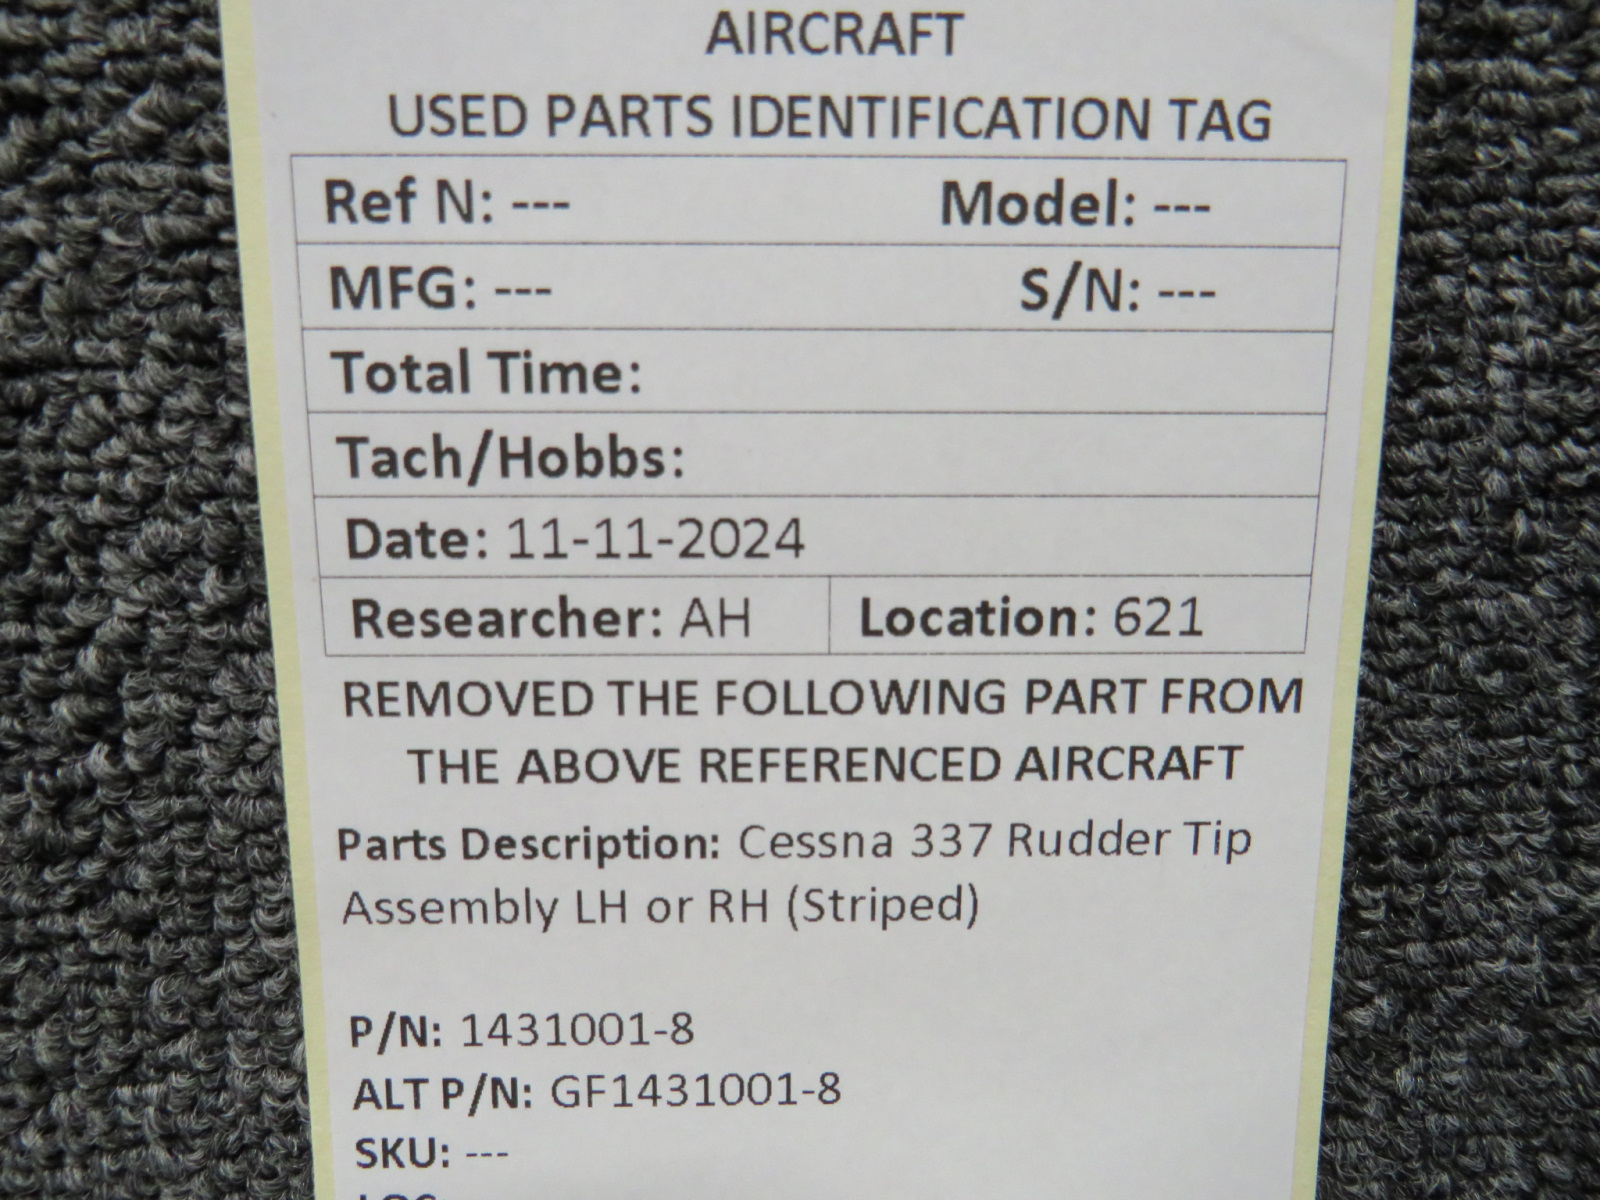 AIRCRAFT
USED PARTS IDENTIFICATION TAG
Ref N: --- Model: ---
MFG: --- S/N: ---
Total Time:
Tach/Hobbs:
Date: 11-11-2024
Researcher: AH Location: 621
REMOVED THE FOLLOWING PART FROM
THE ABOVE REFERENCED AIRCRAFT
Parts Description: Cessna 337 Rudder Tip
Assembly LH or RH (Striped)
P/N: 1431001-8
ALT P/N: GF1431001-8
SKU: ---